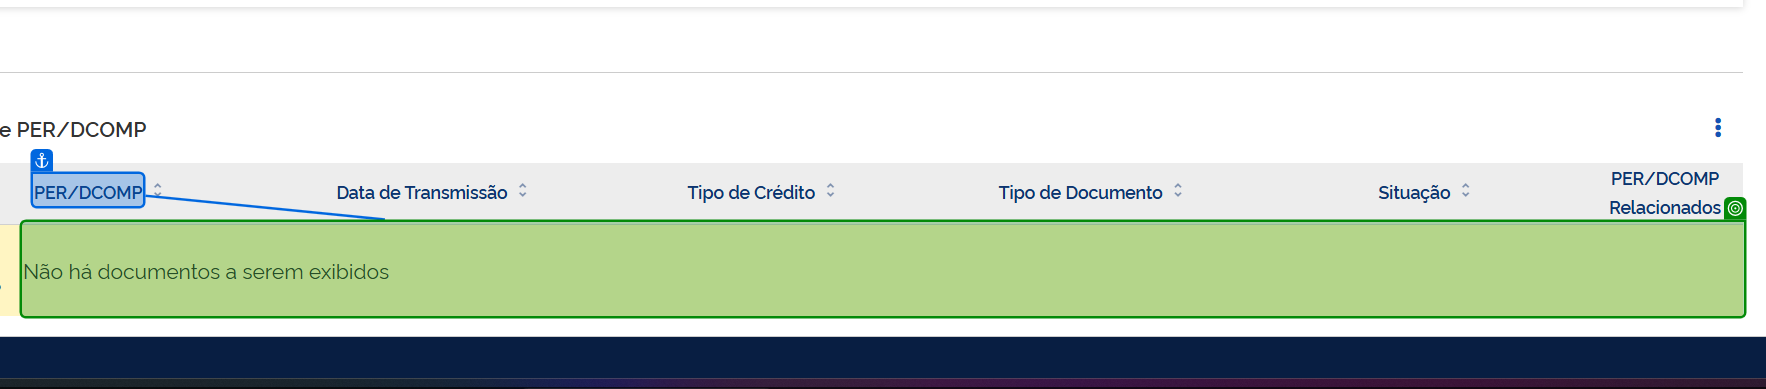 e PER/DCOMP
PER/DCOMP Data de Transmissão Tipo de Crédito Tipo de Documento Situação PER/DCOMP
Relacionados
Não há documentos a serem exibidos